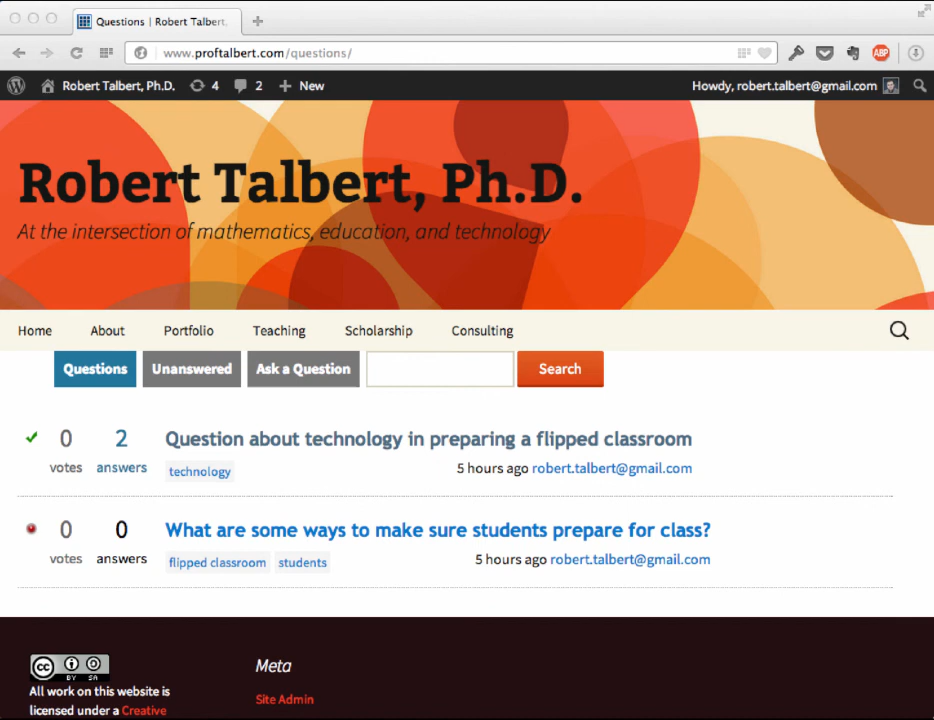 Questions | Robert Talbert,
www.proftalbert.com/questions/
ABP
Robert Talbert, Ph.D. 4 2 New Howdy, robert.talbert@gmail.com
Robert Talbert, Ph.D.
At the intersection of mathematics, education, and technology
Home About Portfolio Teaching Scholarship Consulting
Questions Unanswered Ask a Question Search
0 2 Question about technology in preparing a flipped classroom
votes answers technology 5 hours ago robert.talbert@gmail.com
0 0 What are some ways to make sure students prepare for class?
votes answers flipped classroom students 5 hours ago robert.talbert@gmail.com
cc BY SA
Meta
All work on this website is
Site Admin
licensed under a Creative